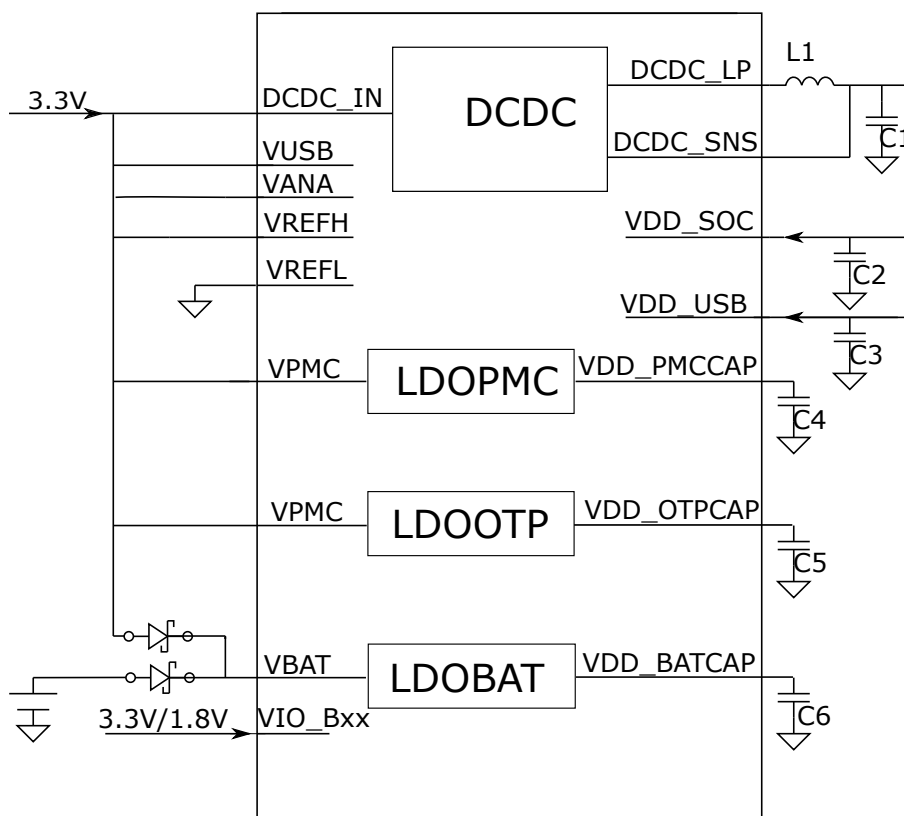 L1
DCDC_LP
3.3V
DCDC_IN
DCDC
C1
DCDC_SNS
VUSB
VANA
VREFH
VDD_SOC
VREFL
C2
VDD_USB
C3
VPMC
LDOPMC
VDD_PMCCAP
C4
VPMC
LDOOTP
VDD_OTPCAP
C5
VBAT
LDOBAT
VDD_BATCAP
3.3V/1.8V
VIO_Bxx
C6